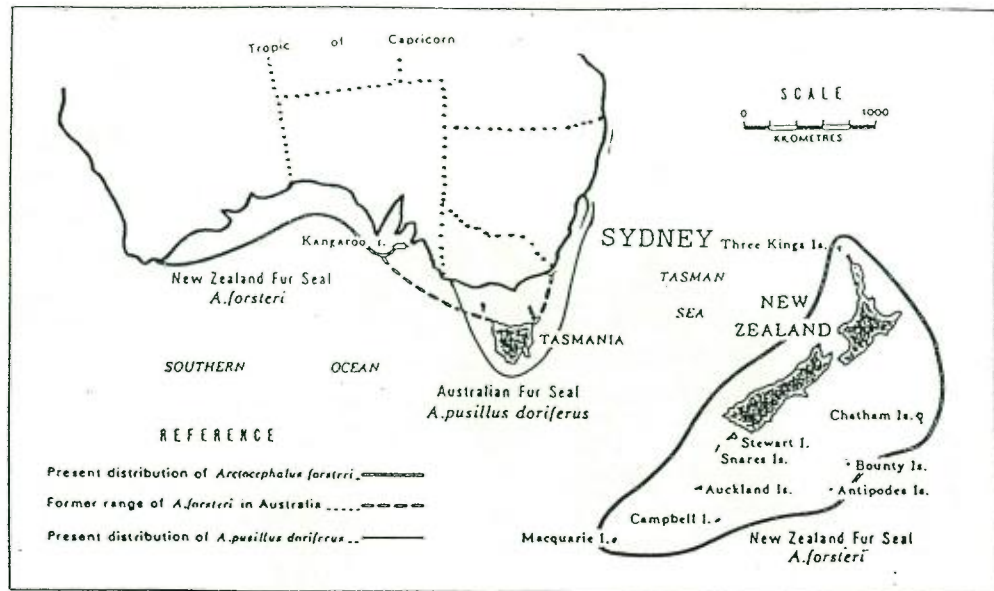 Tropic of Capricorn
SCALE
0 1000
KILOMETRES
Kangaroo I.
SYDNEY
Three Kings Is.
New Zealand Fur Seal
A.forsteri
TASMAN
SEA
NEW
ZEALAND
TASMANIA
SOUTHERN OCEAN
Australian Fur Seal
A.pusillus doriferus
Chatham Is.
REFERENCE
Stewart I.
Snares Is.
Bounty Is.
Present distribution of Arctocephalus forsteri
Auckland Is.
Antipodes Is.
Former range of A.forsteri in Australia
Campbell I.
Present distribution of A.pusillus doriferus
Macquarie I.
New Zealand Fur Seal
A.forsteri